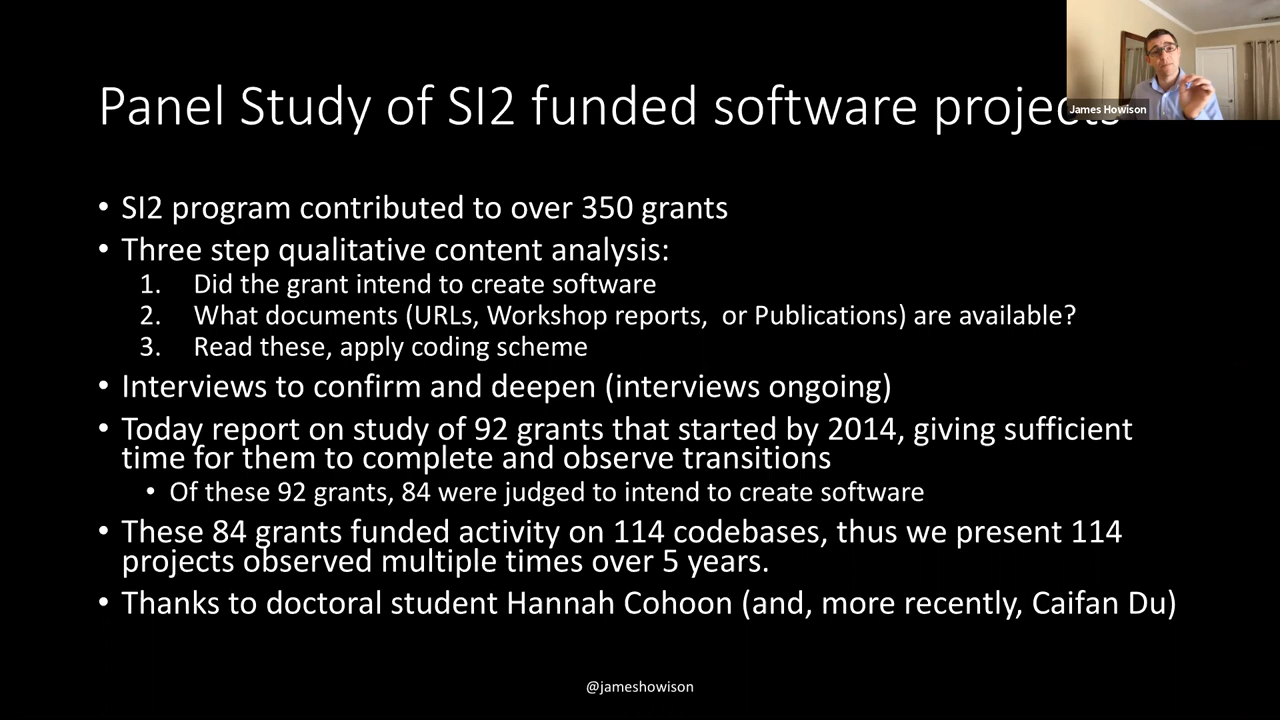 Panel Study of SI2 funded software projects
James Howison
• SI2 program contributed to over 350 grants
• Three step qualitative content analysis:
1. Did the grant intend to create software
2. What documents (URLs, Workshop reports, or Publications) are available?
3. Read these, apply coding scheme
• Interviews to confirm and deepen (interviews ongoing)
• Today report on study of 92 grants that started by 2014, giving sufficient
time for them to complete and observe transitions
• Of these 92 grants, 84 were judged to intend to create software
• These 84 grants funded activity on 114 codebases, thus we present 114
projects observed multiple times over 5 years.
• Thanks to doctoral student Hannah Cohoon (and, more recently, Caifan Du)
@jameshowison